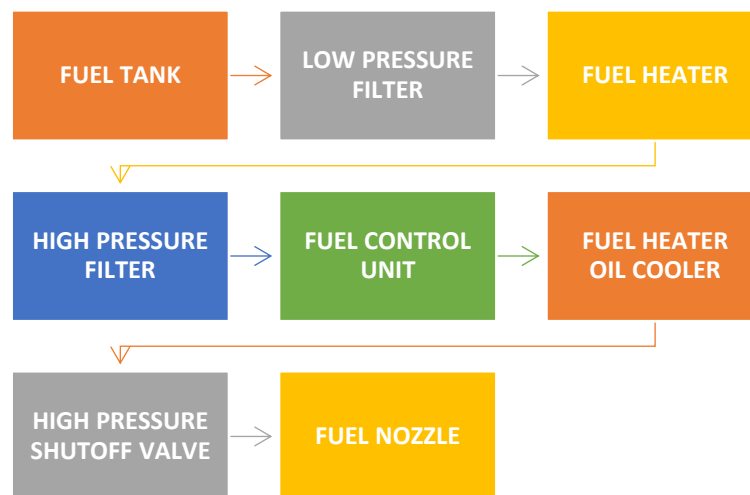 FUEL TANK
LOW PRESSURE
FILTER
FUEL HEATER
HIGH PRESSURE
FILTER
FUEL CONTROL
UNIT
FUEL HEATER
OIL COOLER
HIGH PRESSURE
SHUTOFF VALVE
FUEL NOZZLE